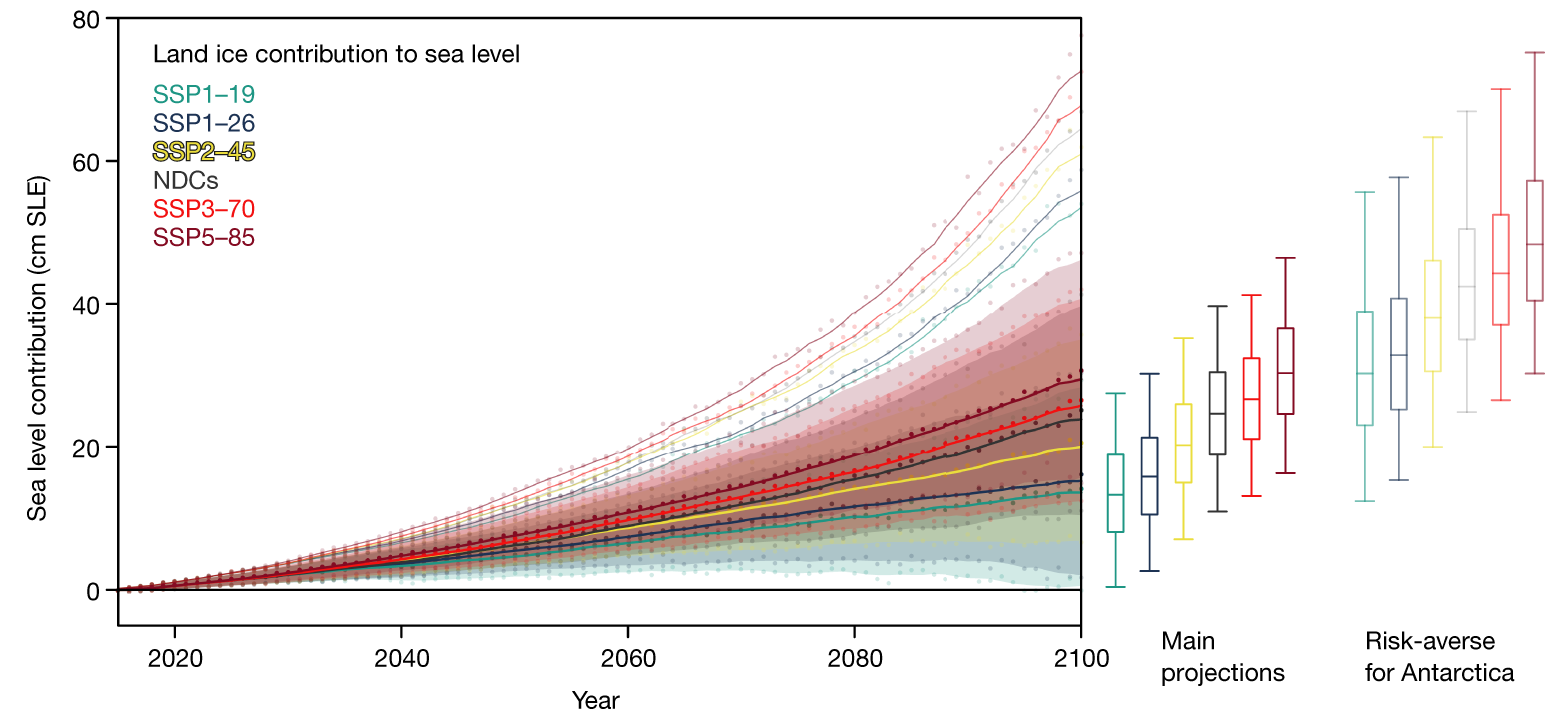 80
60
40
20
0
Sea level contribution (cm SLE)
Land ice contribution to sea level
SSP1–19
SSP1–26
SSP2–45
NDCs
SSP3–70
SSP5–85
2020
2040
2060
2080
2100
Year
Main
projections
Risk-averse
for Antarctica